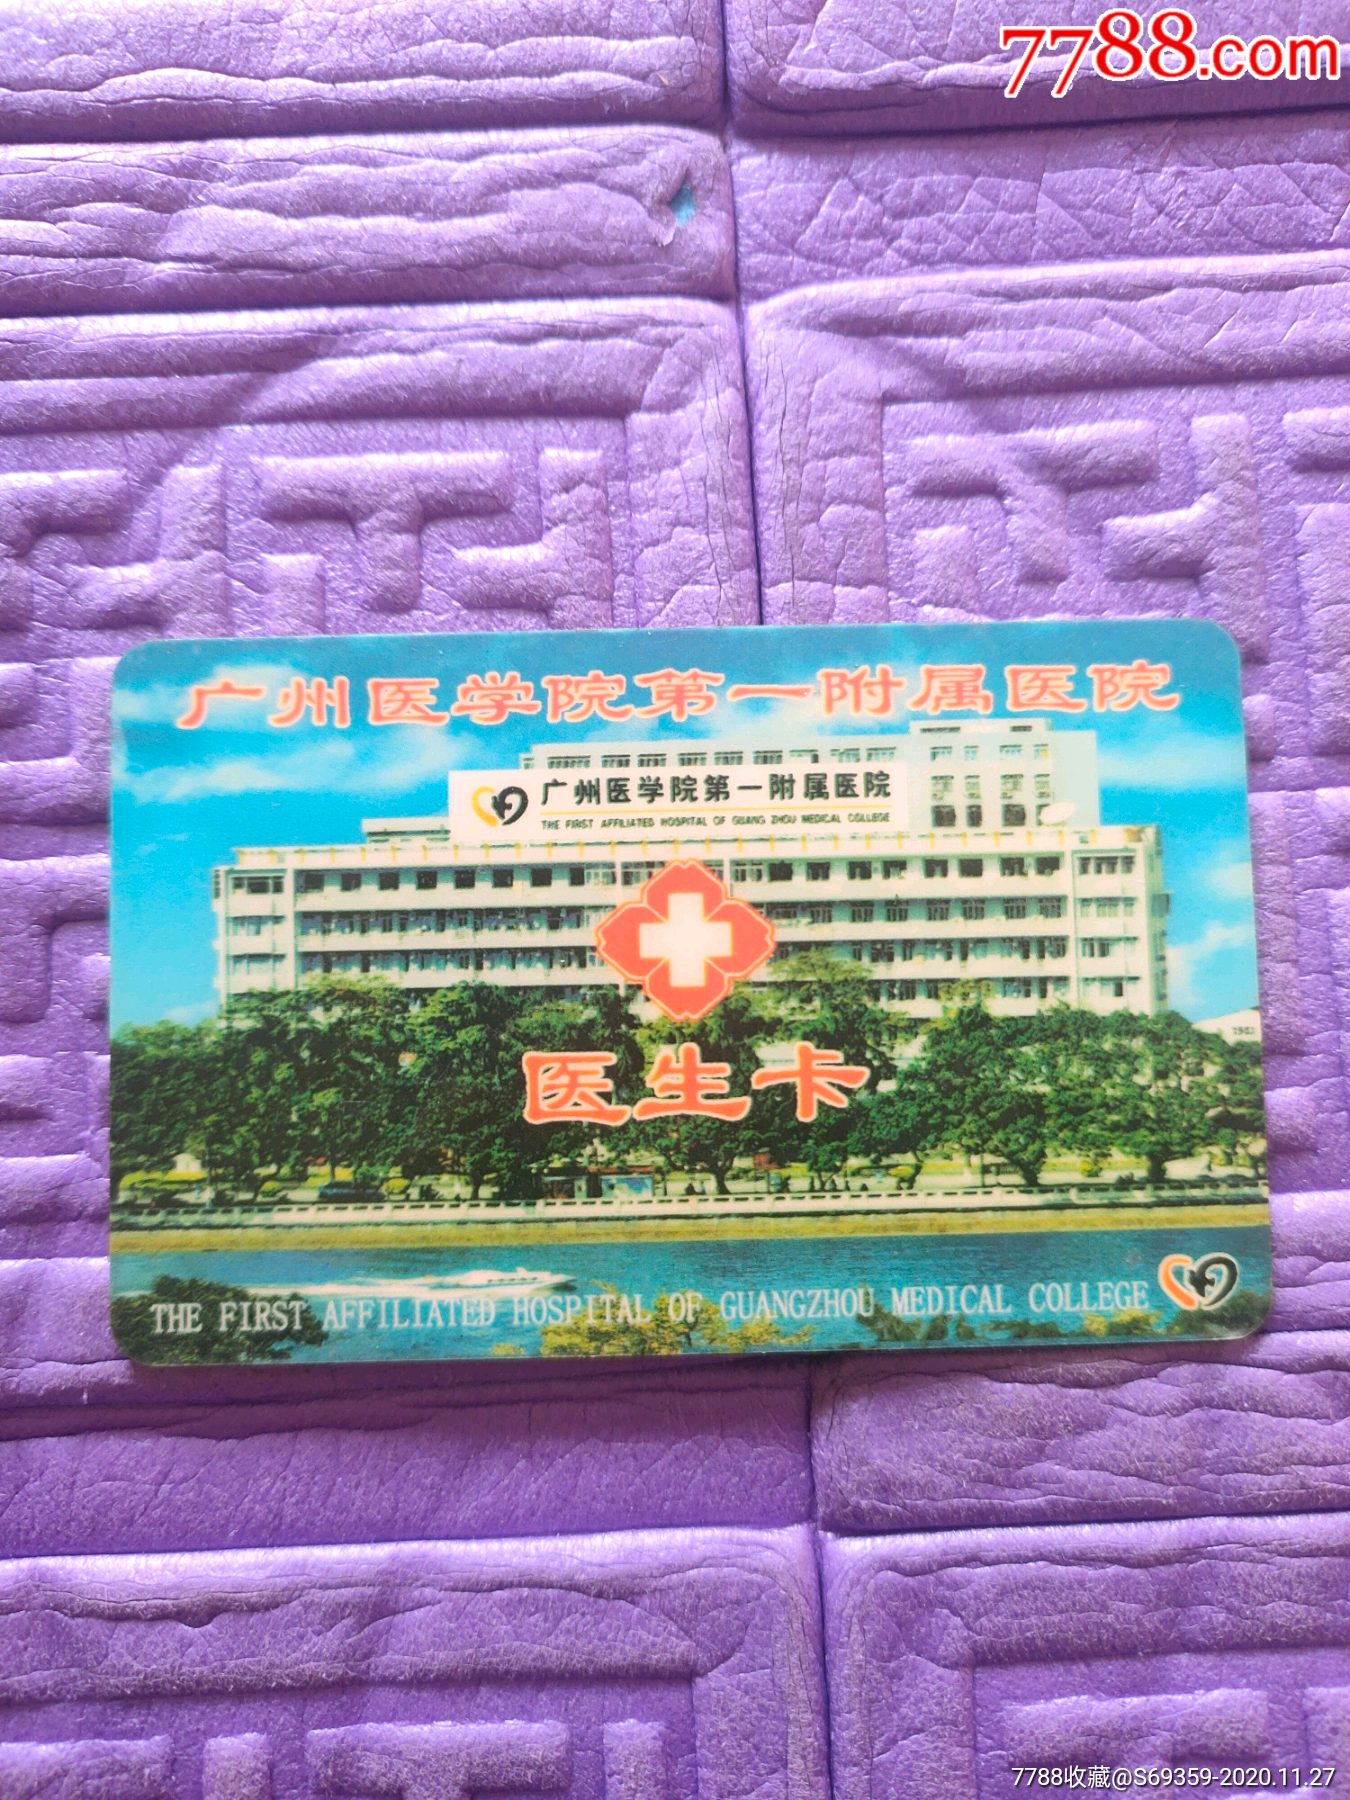 7788.com
广州医学院第一附属医院
广州医学院第一附属医院
THE FIRST AFFILIATED HOSPITAL OF GUANG ZHOU MEDICAL COLLEGE
医生卡
THE FIRST AFFILIATED HOSPITAL OF GUANGZHOU MEDICAL COLLEGE
7788收藏@S69359-2020.11.27